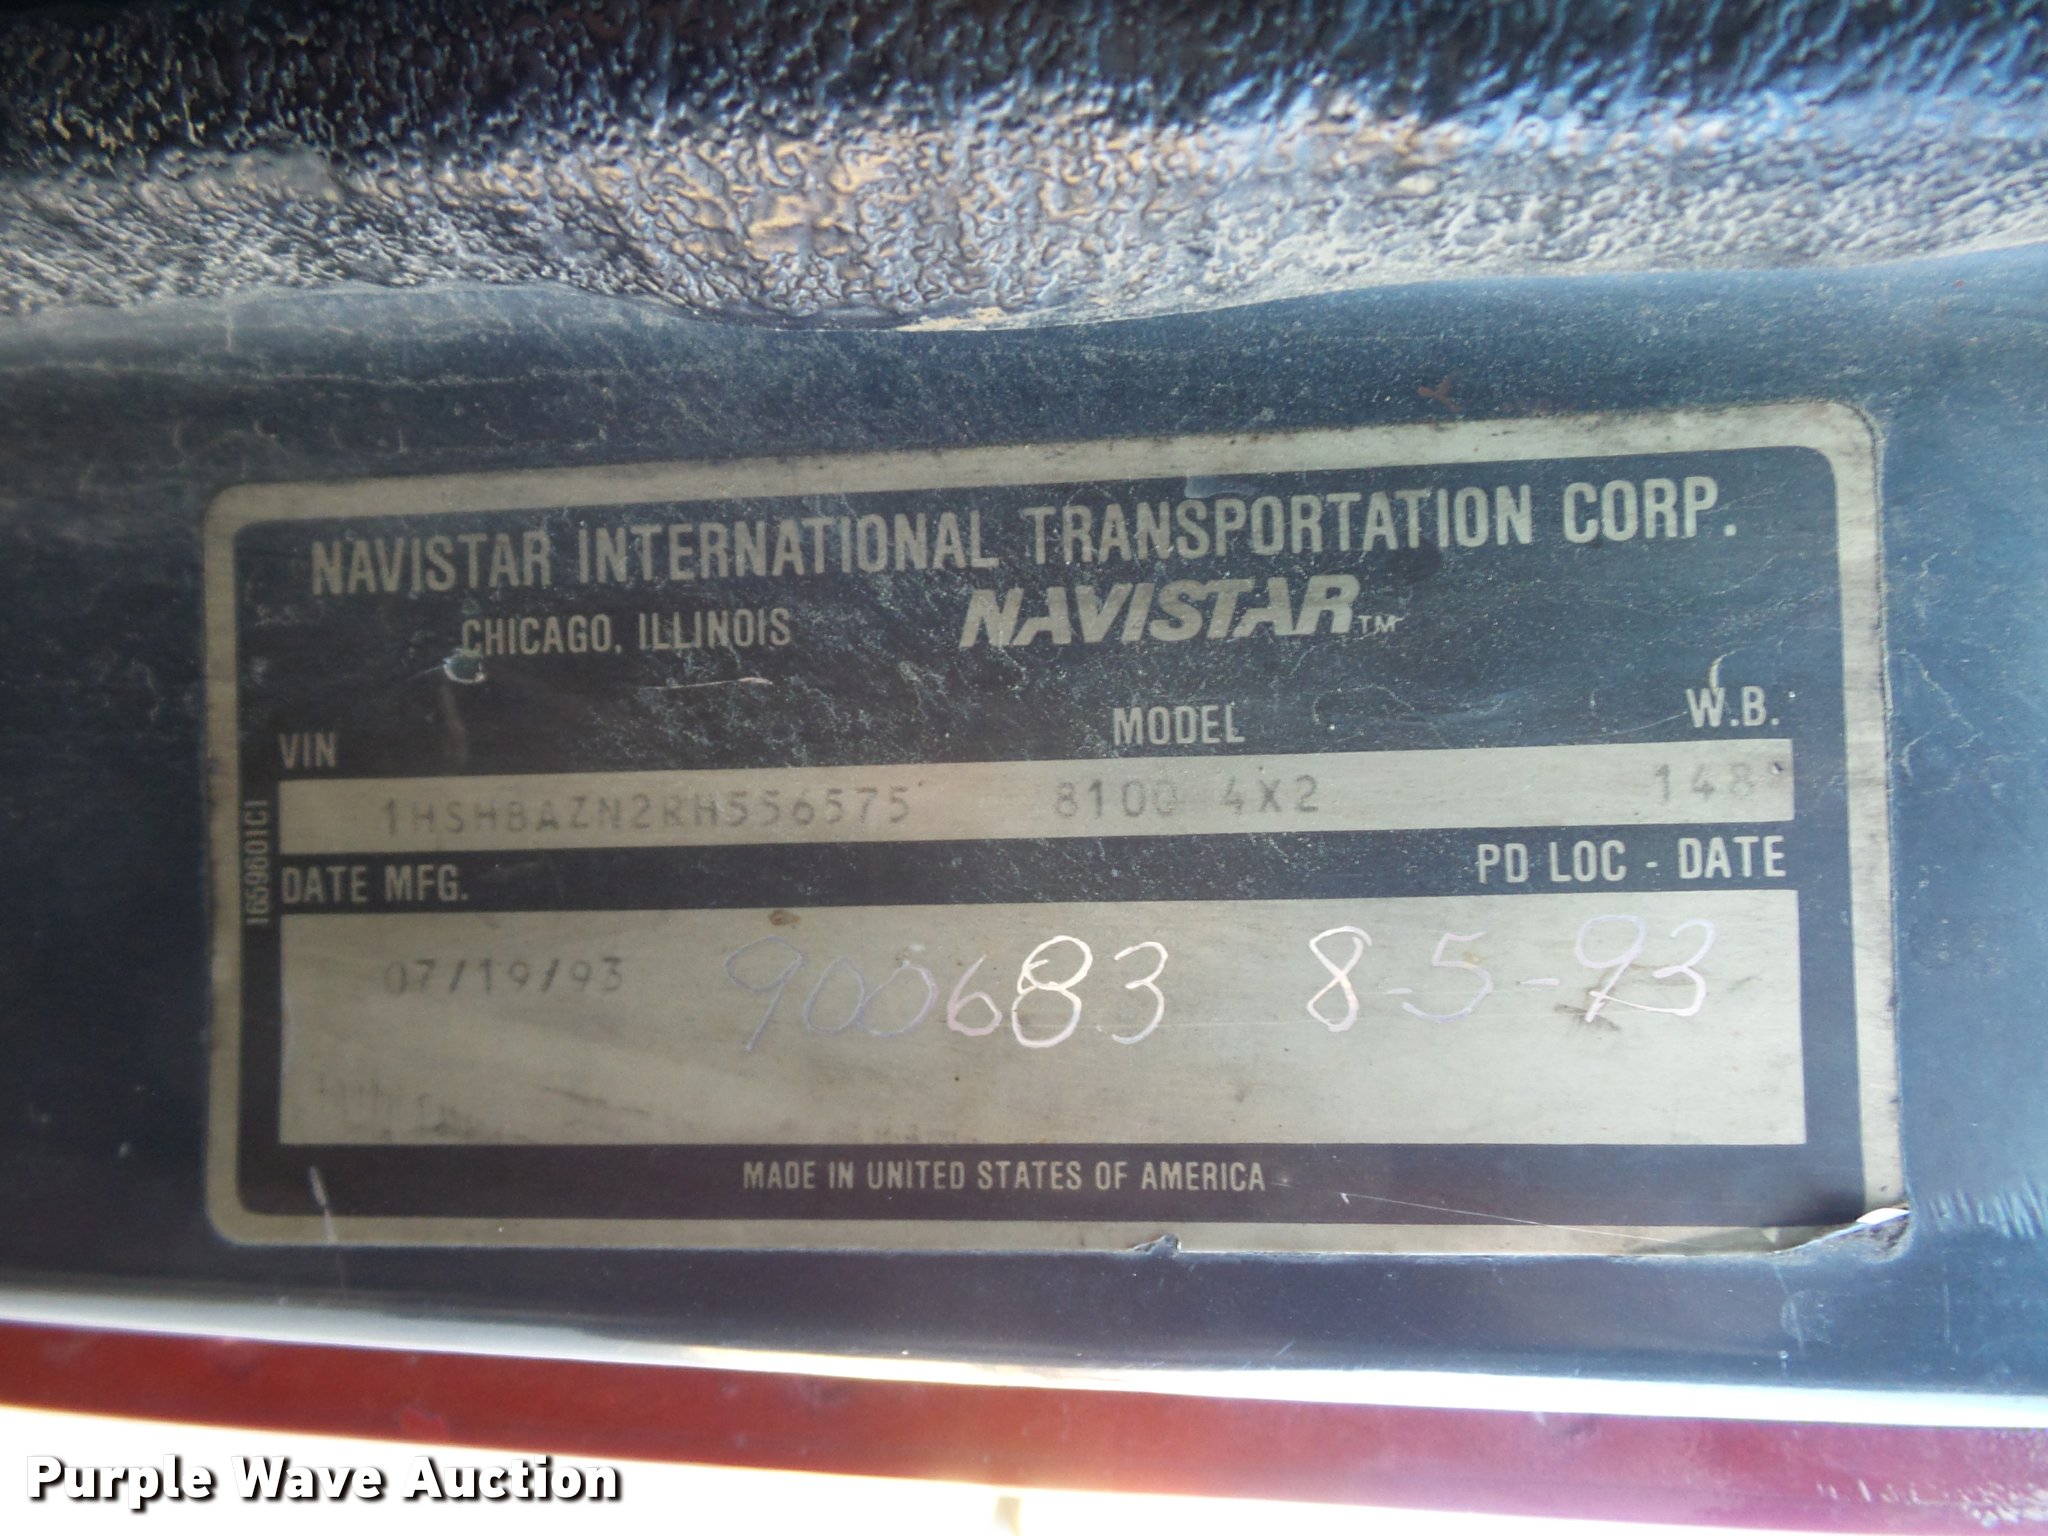 NAVISTAR INTERNATIONAL TRANSPORTATION CORP.
CHICAGO, ILLINOIS NAVISTAR™
VIN MODEL W.B.
1HSHBAZN2RH556575 8100 4X2 148
DATE MFG. PD LOC - DATE
07/19/93 900683 8-5-93
MADE IN UNITED STATES OF AMERICA
1659601C1
Purple Wave Auction